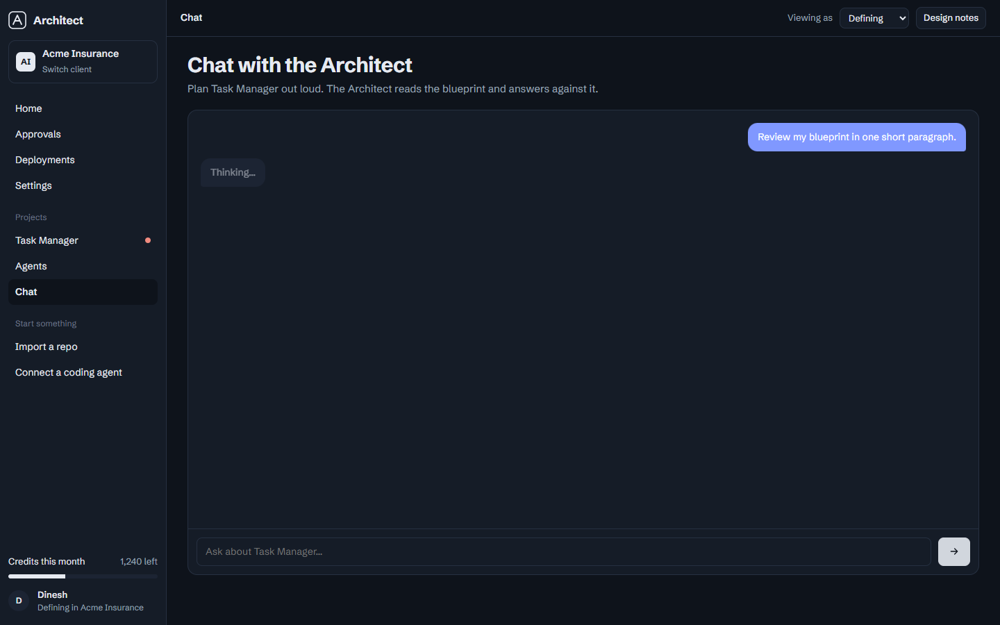 Architect
AI
Acme Insurance
Switch client
Home
Approvals
Deployments
Settings
Projects
Task Manager
Agents
Chat
Start something
Import a repo
Connect a coding agent
Credits this month
1,240 left
D
Dinesh
Defining in Acme Insurance
Chat
Viewing as
Defining
Design notes
Chat with the Architect
Plan Task Manager out loud. The Architect reads the blueprint and answers against it.
Review my blueprint in one short paragraph.
Thinking...
Ask about Task Manager...